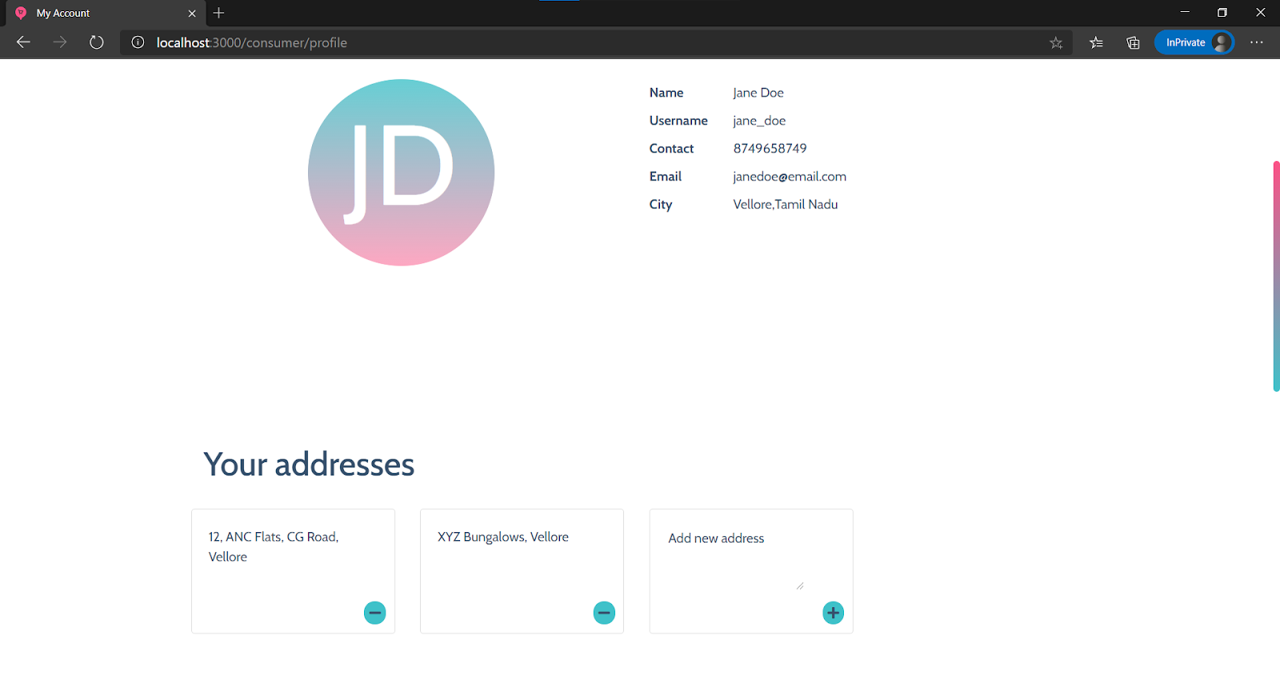 My Account
localhost:3000/consumer/profile
InPrivate
JD
Name Jane Doe
Username jane_doe
Contact 8749658749
Email janedoe@email.com
City Vellore,Tamil Nadu
Your addresses
12, ANC Flats, CG Road,
Vellore
XYZ Bungalows, Vellore
Add new address